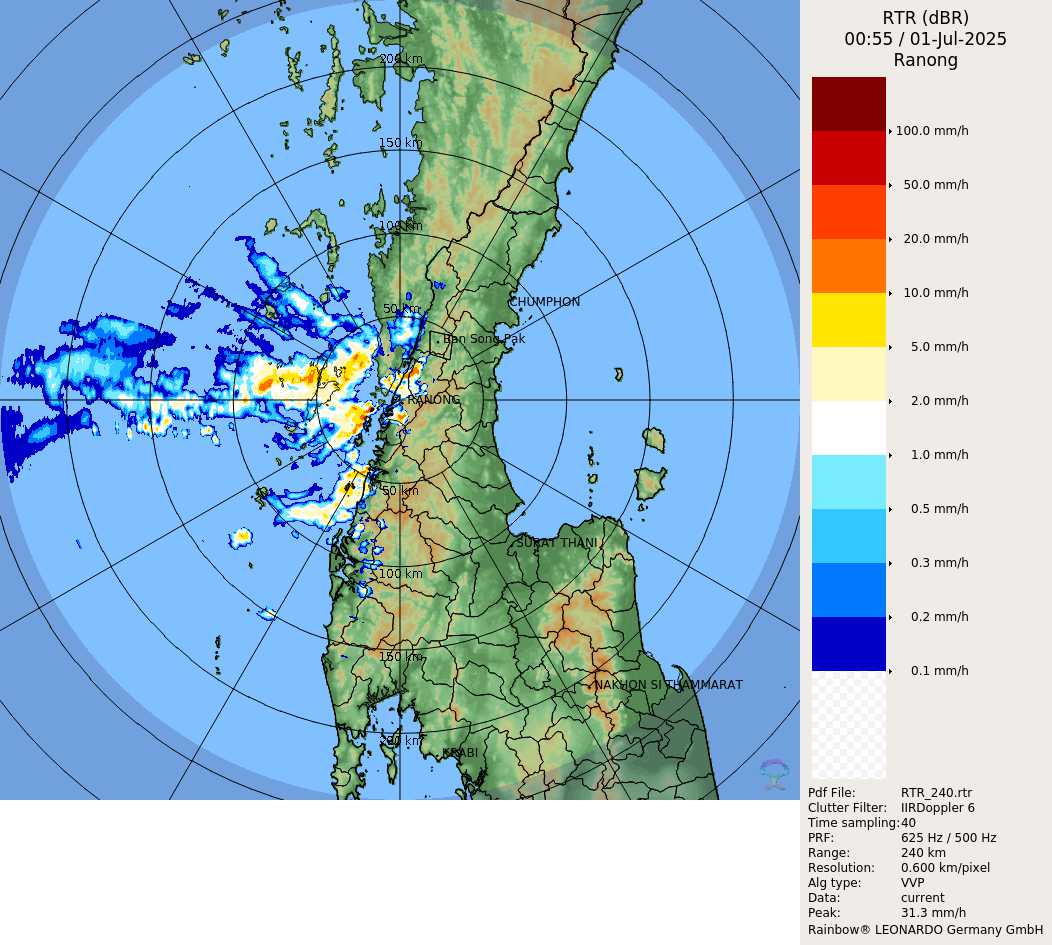 RTR (dBR)
00:55 / 01-Jul-2025
Ranong
200 km
150 km
100 km
50 km
CHUMPHON
Ban Song Pak
RANONG
50 km
SURAT THANI
100 km
150 km
NAKHON SI THAMMARAT
200 km
KRABI
100.0 mm/h
50.0 mm/h
20.0 mm/h
10.0 mm/h
5.0 mm/h
2.0 mm/h
1.0 mm/h
0.5 mm/h
0.3 mm/h
0.2 mm/h
0.1 mm/h
Pdf File: RTR_240.rtr
Clutter Filter: IIRDoppler 6
Time sampling: 40
PRF: 625 Hz / 500 Hz
Range: 240 km
Resolution: 0.600 km/pixel
Alg type: VVP
Data: current
Peak: 31.3 mm/h
Rainbow® LEONARDO Germany GmbH